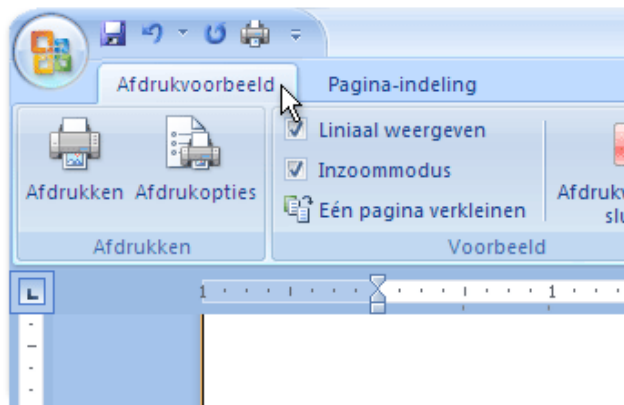 Afdrukvoorbeeld Pagina-indeling
Liniaal weergeven
Inzoommodus
Afdrukken Afdrukopties
Eén pagina verkleinen
Afdrukken Voorbeeld
1 1